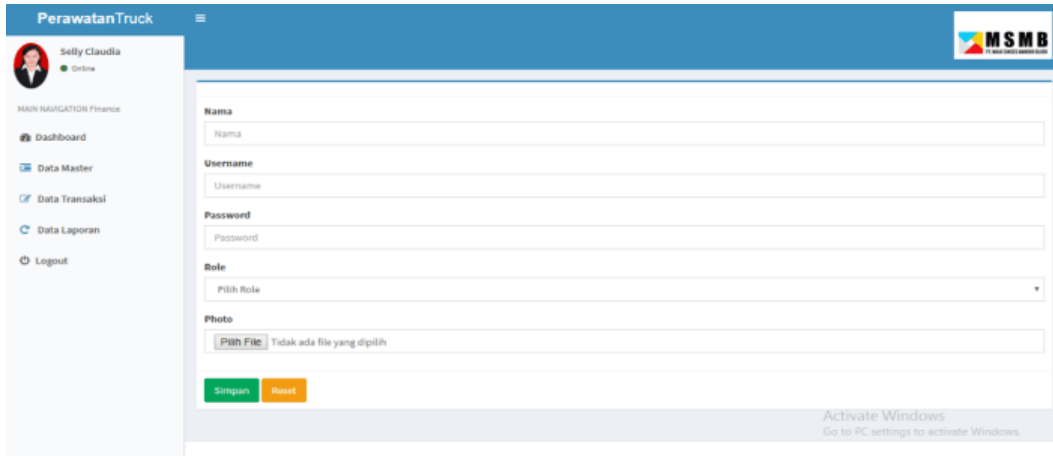 PerawatanTruck
MSMB
Selly Claudia
Online
MAIN NAVIGATION Finance
Dashboard
Data Master
Data Transaksi
Data Laporan
Logout
Nama
Nama
Username
Username
Password
Password
Role
Pilih Role
Photo
Pilih File Tidak ada file yang dipilih
Simpan Reset
Activate Windows
Go to PC settings to activate Windows.